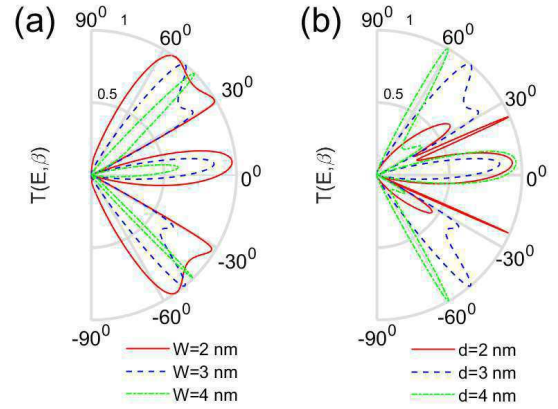 (a)
(b)
90⁰
1
60⁰
0.5
30⁰
T(E,β)
0⁰
-30⁰
-60⁰
-90⁰
W=2 nm
W=3 nm
W=4 nm
90⁰
1
60⁰
0.5
30⁰
T(E,β)
0⁰
-30⁰
-60⁰
-90⁰
d=2 nm
d=3 nm
d=4 nm